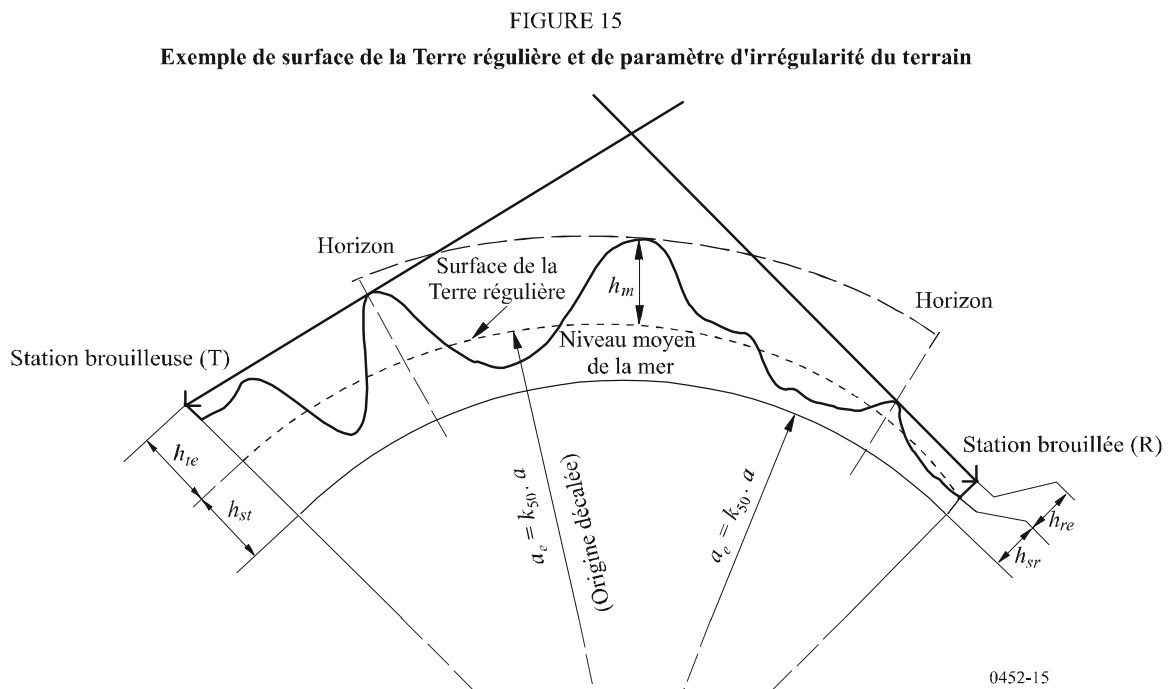 FIGURE 15
Exemple de surface de la Terre régulière et de paramètre d'irrégularité du terrain
Horizon
Surface de la
Terre régulière
h_m
Horizon
Niveau moyen
de la mer
Station brouilleuse (T)
Station brouillée (R)
h_te
h_st
a_e = k_50 · a
(Origine décalée)
a_e = k_50 · a
h_re
h_sr
0452-15